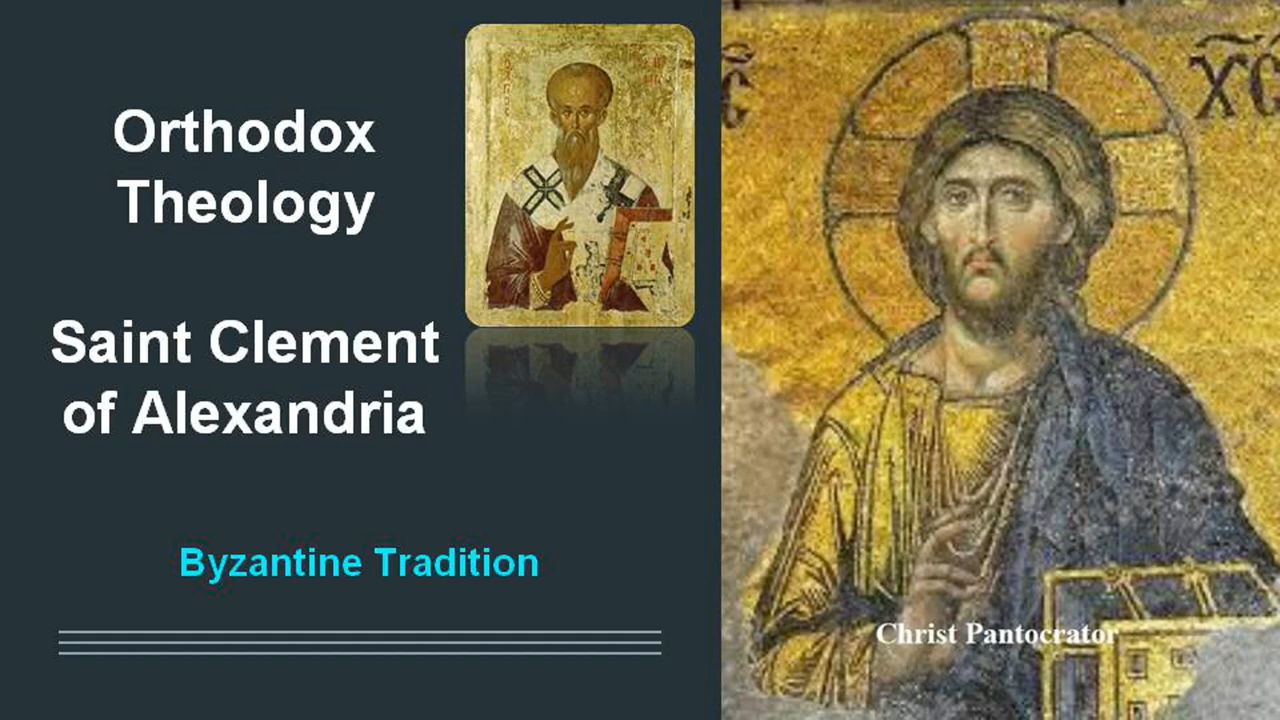 Orthodox
Theology
Saint Clement
of Alexandria
Byzantine Tradition
XC
Christ Pantocrator